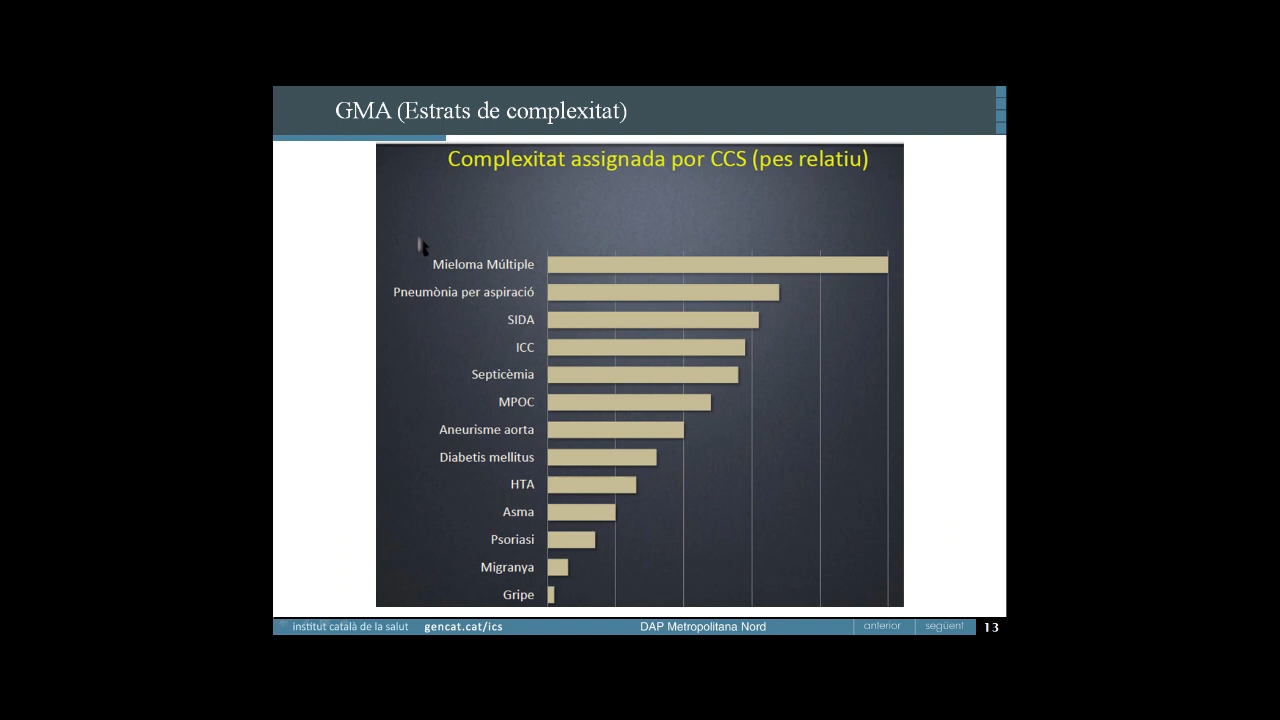 GMA (Estrats de complexitat)
Complexitat assignada por CCS (pes relatiu)
Mieloma Múltiple
Pneumònia per aspiració
SIDA
ICC
Septicèmia
MPOC
Aneurisme aorta
Diabetis mellitus
HTA
Asma
Psoriasi
Migranya
Gripe
institut català de la salut gencat.cat/ics DAP Metropolitana Nord anterior següent 13